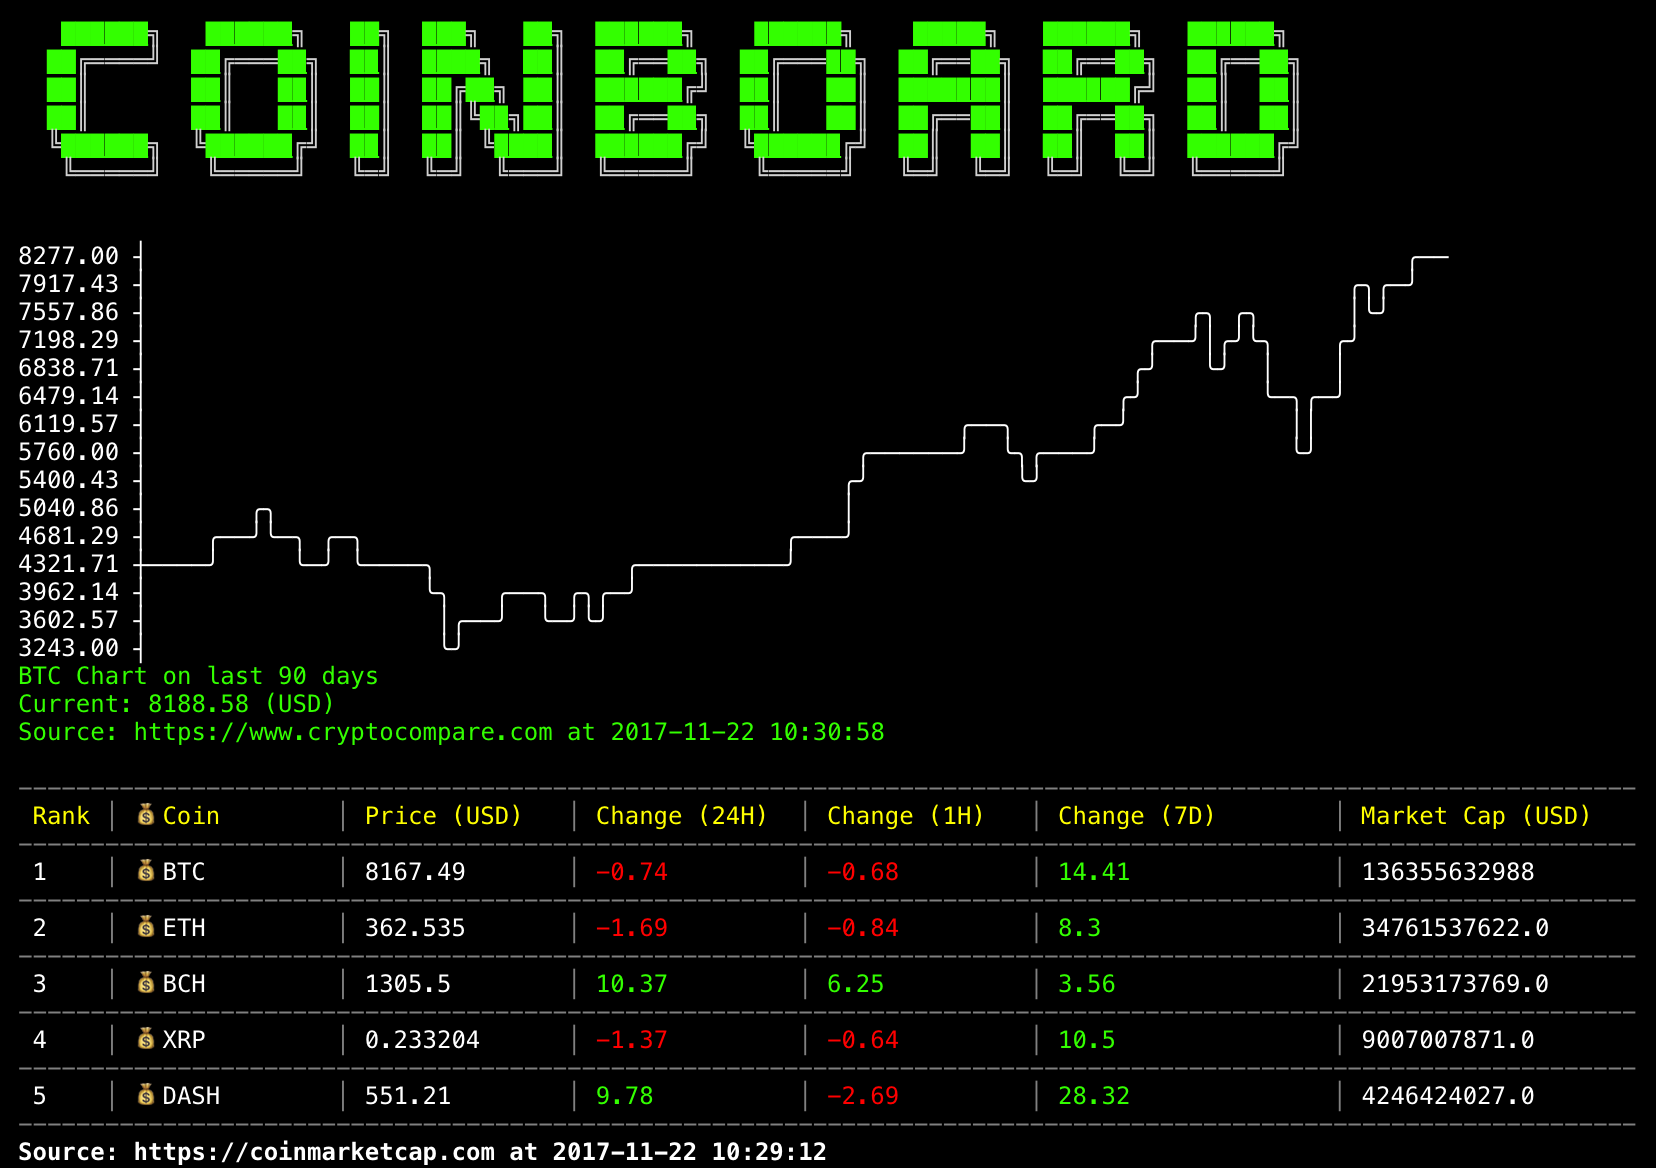 COINBOARD
8277.00
7917.43
7557.86
7198.29
6838.71
6479.14
6119.57
5760.00
5400.43
5040.86
4681.29
4321.71
3962.14
3602.57
3243.00
BTC Chart on last 90 days
Current: 8188.58 (USD)
Source: https://www.cryptocompare.com at 2017-11-22 10:30:58
Rank | 💰Coin | Price (USD) | Change (24H) | Change (1H) | Change (7D) | Market Cap (USD)
1 | 💰BTC | 8167.49 | -0.74 | -0.68 | 14.41 | 136355632988
2 | 💰ETH | 362.535 | -1.69 | -0.84 | 8.3 | 34761537622.0
3 | 💰BCH | 1305.5 | 10.37 | 6.25 | 3.56 | 21953173769.0
4 | 💰XRP | 0.233204 | -1.37 | -0.64 | 10.5 | 9007007871.0
5 | 💰DASH | 551.21 | 9.78 | -2.69 | 28.32 | 4246424027.0
Source: https://coinmarketcap.com at 2017-11-22 10:29:12